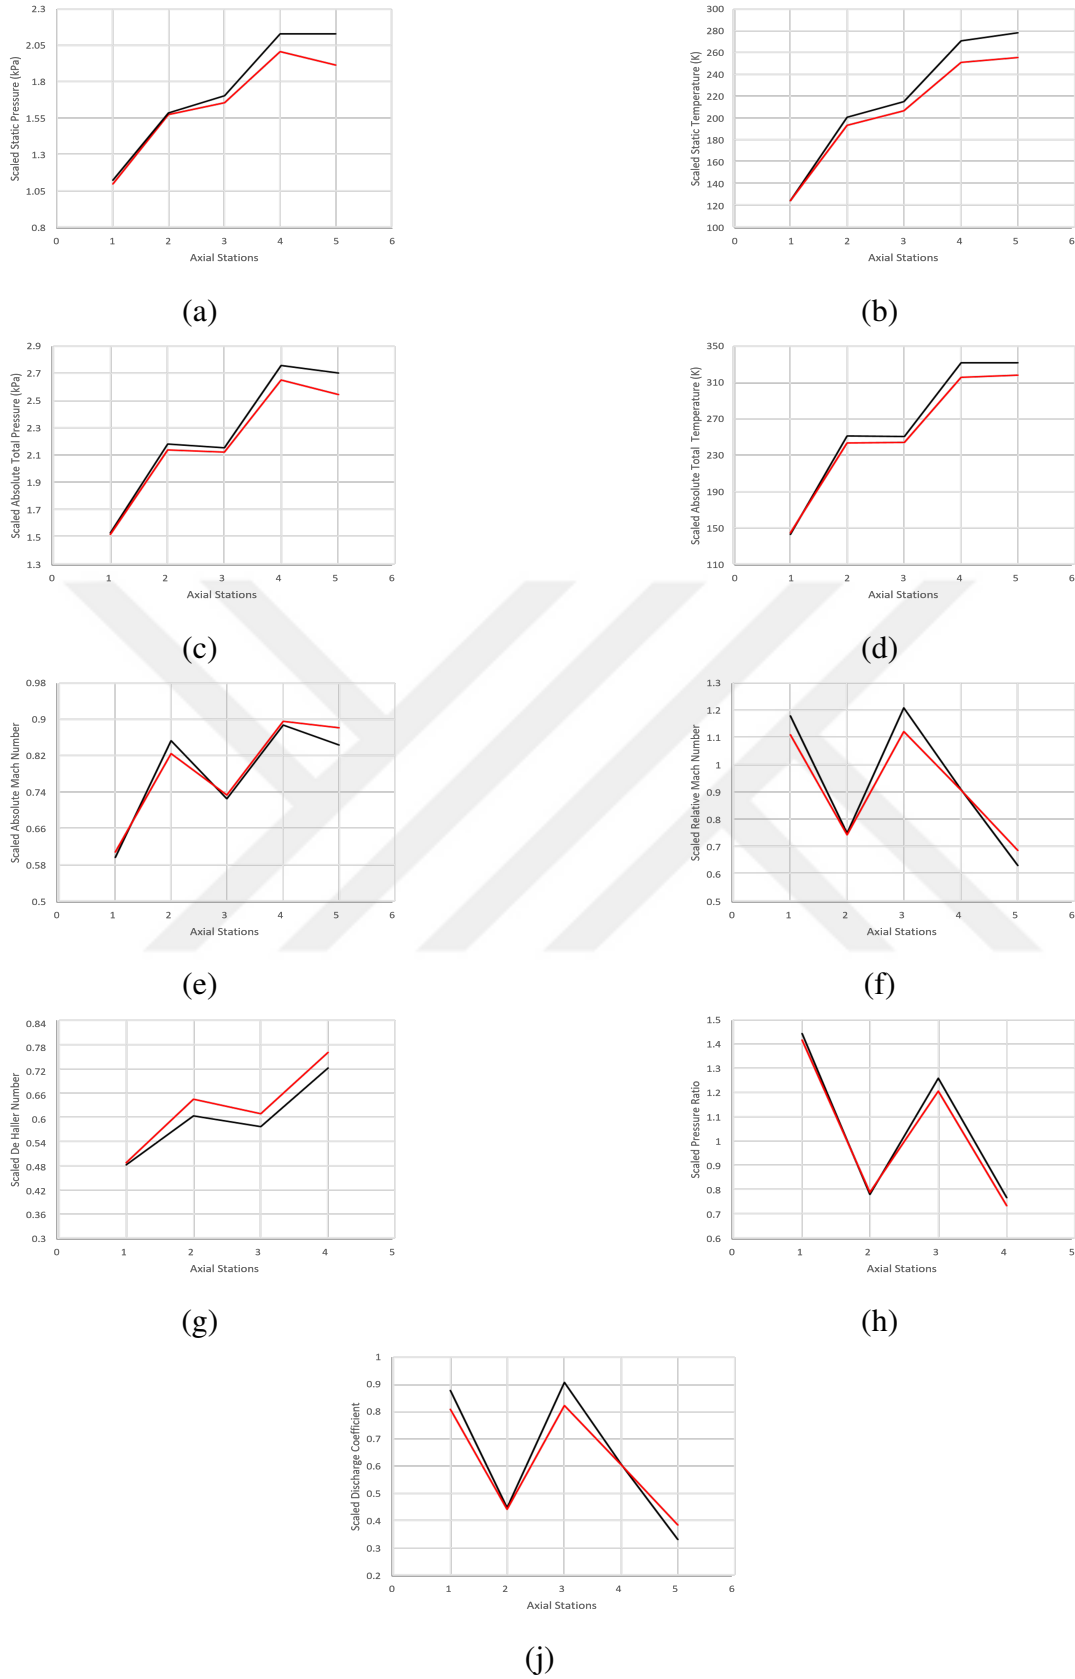 Scaled Static Pressure (kPa)
2.3
2.05
1.8
1.55
1.3
1.05
0.8
0 1 2 3 4 5 6
Axial Stations
(a)
Scaled Static Temperature (K)
300
280
260
240
220
200
180
160
140
120
100
0 1 2 3 4 5 6
Axial Stations
(b)
Scaled Absolute Total Pressure (kPa)
2.9
2.7
2.5
2.3
2.1
1.9
1.7
1.5
1.3
0 1 2 3 4 5 6
Axial Stations
(c)
Scaled Absolute Total Temperature (K)
350
310
270
230
190
150
110
0 1 2 3 4 5 6
Axial Stations
(d)
Scaled Absolute Mach Number
0.98
0.9
0.82
0.74
0.66
0.58
0.5
0 1 2 3 4 5 6
Axial Stations
(e)
Scaled Relative Mach Number
1.3
1.2
1.1
1
0.9
0.8
0.7
0.6
0.5
0 1 2 3 4 5 6
Axial Stations
(f)
Scaled De Haller Number
0.84
0.78
0.72
0.66
0.6
0.54
0.48
0.42
0.36
0.3
0 1 2 3 4 5
Axial Stations
(g)
Scaled Pressure Ratio
1.5
1.4
1.3
1.2
1.1
1
0.9
0.8
0.7
0.6
0 1 2 3 4 5
Axial Stations
(h)
Scaled Discharge Coefficient
1
0.9
0.8
0.7
0.6
0.5
0.4
0.3
0.2
0 1 2 3 4 5 6
Axial Stations
(j)